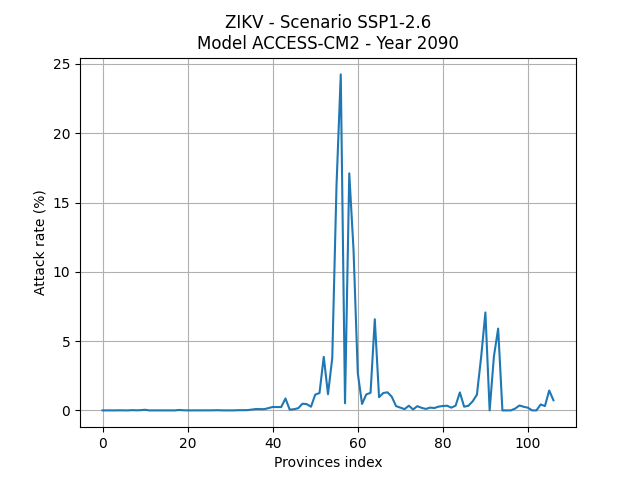 ZIKV - Scenario SSP1-2.6
Model ACCESS-CM2 - Year 2090
Attack rate (%)
25
20
15
10
5
0
0 20 40 60 80 100
Provinces index